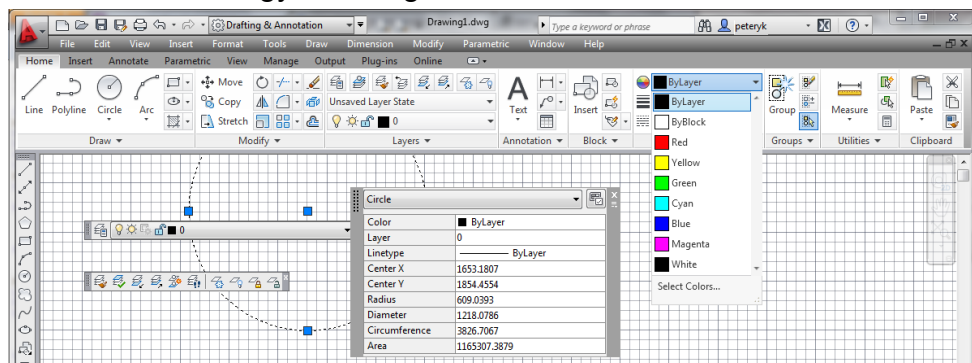 Drafting & Annotation
Drawing1.dwg
Type a keyword or phrase
peteryk
File Edit View Insert Format Tools Draw Dimension Modify Parametric Window Help
Home Insert Annotate Parametric View Manage Output Plug-ins Online
Move
Copy
Stretch
Line Polyline Circle Arc
Unsaved Layer State
0
Text
Insert
ByLayer
Group
Measure
Paste
Draw Modify Layers Annotation Block Groups Utilities Clipboard
ByLayer
ByBlock
Red
Yellow
Green
Cyan
Blue
Magenta
White
Select Colors...
0
Circle
Color ByLayer
Layer 0
Linetype ByLayer
Center X 1653.1807
Center Y 1854.4554
Radius 609.0393
Diameter 1218.0786
Circumference 3826.7067
Area 1165307.3879